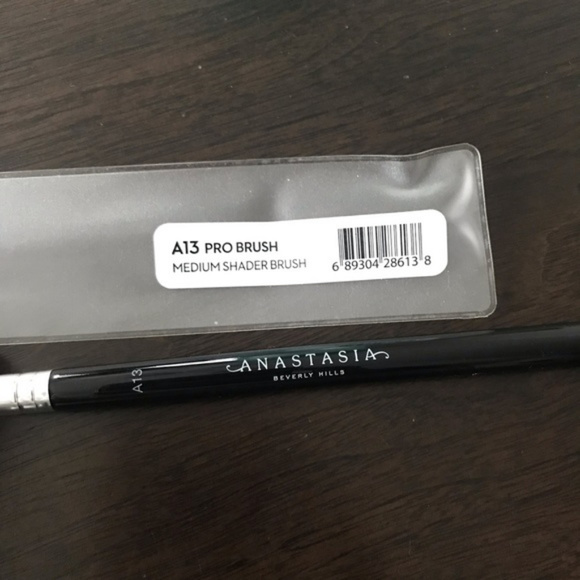 A13 PRO BRUSH
MEDIUM SHADER BRUSH
6 89304 28613 8
A13
ANASTASIA
BEVERLY HILLS